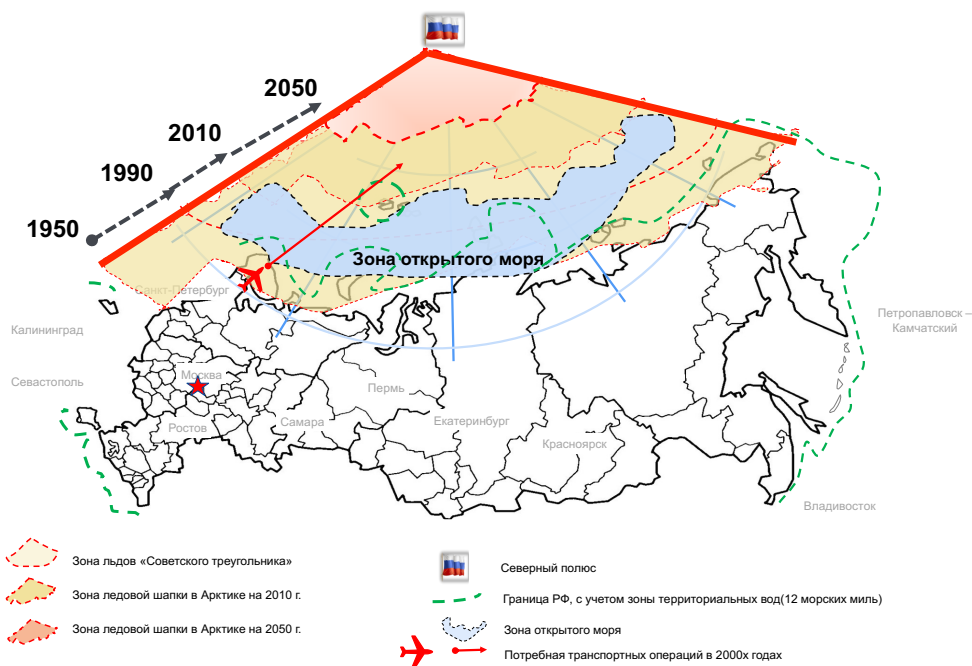 2050
2010
1990
1950
Зона открытого моря
Санкт-Петербург
Калининград
Петропавловск –
Камчатский
Севастополь
Москва
Пермь
Ростов
Самара
Екатеринбург
Красноярск
Владивосток
Зона льдов «Советского треугольника»
Северный полюс
Зона ледовой шапки в Арктике на 2010 г.
Граница РФ, с учетом зоны территориальных вод(12 морских миль)
Зона ледовой шапки в Арктике на 2050 г.
Зона открытого моря
Потребная транспортных операций в 2000х годах